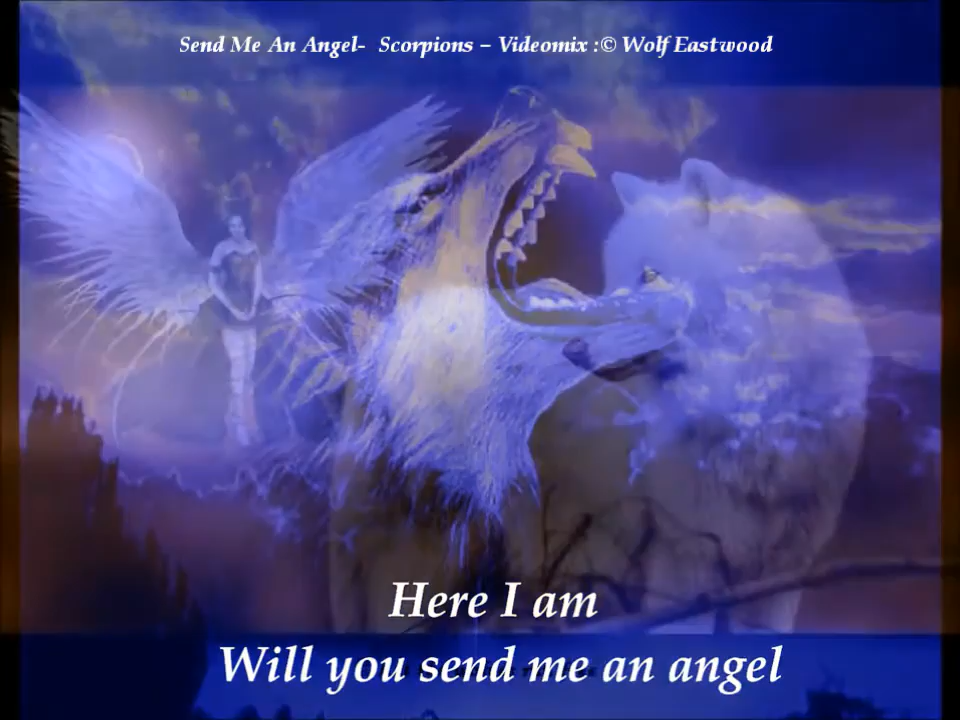 Send Me An Angel-  Scorpions – Videomix :© Wolf Eastwood
Here I am
Will you send me an angel